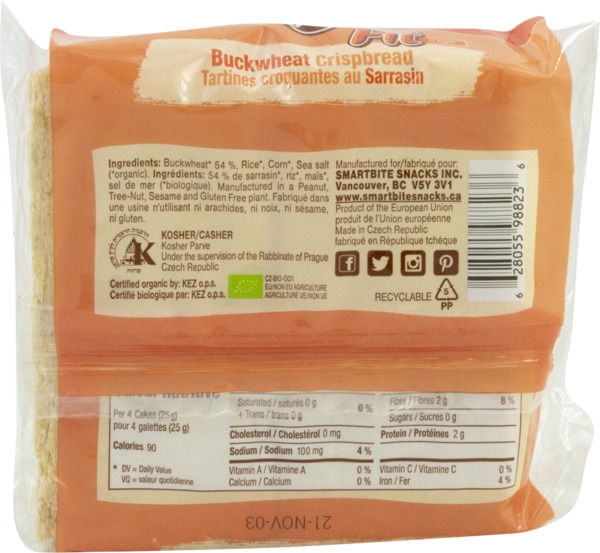 Fit
Buckwheat Crispbread
Tartines croquantes au Sarrasin
Ingredients: Buckwheat* 54 %, Rice*, Corn*, Sea salt
(*organic). Ingrédients: 54 % de sarrasin*, riz*, maïs*,
sel de mer (*biologique). Manufactured in a Peanut,
Tree-Nut, Sesame and Gluten Free plant. Fabriqué dans
une usine n'utilisant ni arachides, ni noix, ni sésame,
ni gluten.
K
KOSHER/CASHER
Kosher Parve
Under the supervision of the Rabbinate of Prague
Czech Republic
Certified organic by: KEZ o.p.s.
Certifié biologique par: KEZ o.p.s.
CZ-BIO-001
EU/NON EU AGRICULTURE
AGRICULTURE UE/NON UE
Manufactured for/fabriqué pour:
SMARTBITE SNACKS INC.
Vancouver, BC V5Y 3V1
www.smartbitesnacks.ca
Product of the European Union
produit de l'Union européenne
Made in Czech Republic
fabriqué en République tchèque
RECYCLABLE
5
PP
6 28055 98823 6
Per 4 Cakes (25 g)
pour 4 galettes (25 g)
Calories 90
* DV = Daily Value
VQ = valeur quotidienne
Saturated / saturés 0 g
+ Trans / trans 0 g
0 %
Cholesterol / Cholestérol 0 mg
Sodium / Sodium 100 mg 4 %
Vitamin A / Vitamine A 0 %
Calcium / Calcium 0 %
Fibre / Fibres 2 g 8 %
Sugars / Sucres 0 g
Protein / Protéines 2 g
Vitamin C / Vitamine C 0 %
Iron / Fer 4 %
21-NOV-03